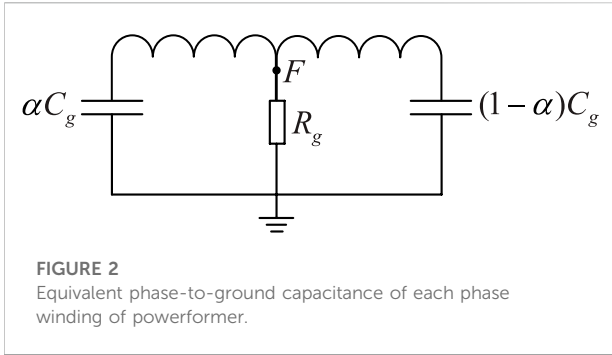 F
αC_g
R_g
(1 − α)C_g
FIGURE 2
Equivalent phase-to-ground capacitance of each phase
winding of powerformer.